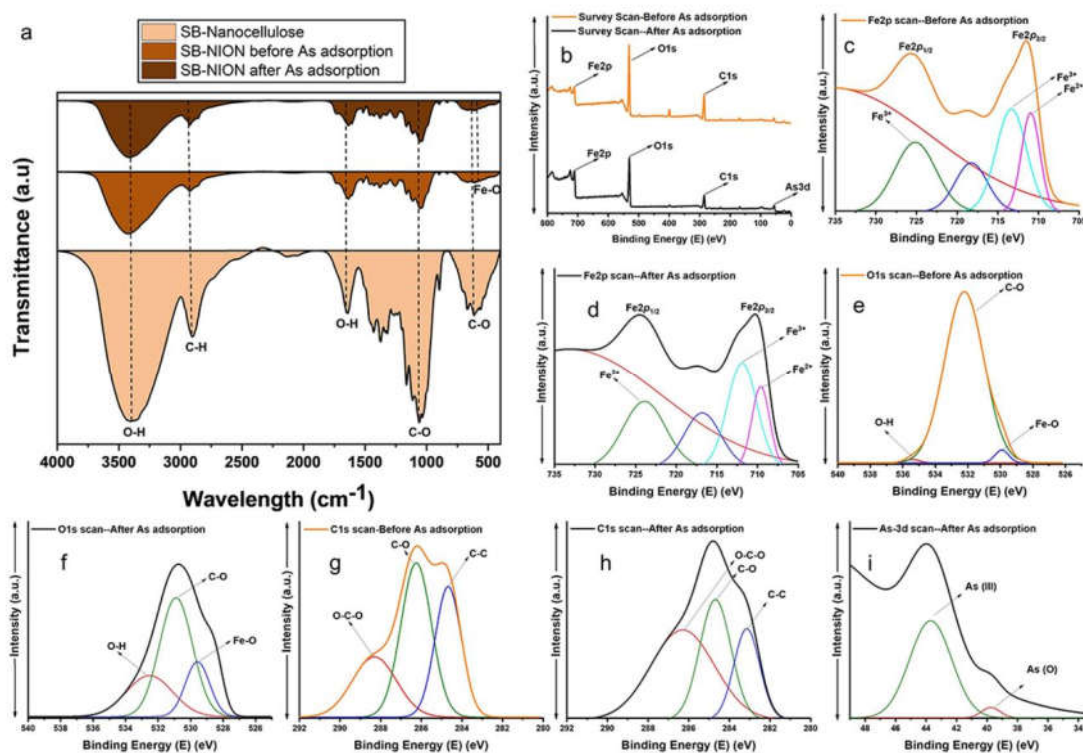 a
SB-Nanocellulose
SB-NION before As adsorption
SB-NION after As adsorption
Transmittance (a.u)
Fe-O
O-H
C-H
O-H
C-O
C-O
4000 3500 3000 2500 2000 1500 1000 500
Wavelength (cm-1)
b
Survey Scan-Before As adsorption
Survey Scan--After As adsorption
Intensity (a.u.)
O1s
Fe2p
C1s
O1s
Fe2p
C1s
As3d
800 700 600 500 400 300 200 100 0
Binding Energy (E) (eV)
c
Fe2p scan--Before As adsorption
Intensity (a.u.)
Fe2p1/2
Fe2p3/2
Fe3+
Fe2+
Fe3+
735 730 725 720 715 710 705
Binding Energy (E) (eV)
d
Fe2p scan--After As adsorption
Intensity (a.u.)
Fe2p1/2
Fe2p3/2
Fe3+
Fe3+
Fe2+
735 730 725 720 715 710 705
Binding Energy (E) (eV)
e
O1s scan--Before As adsorption
Intensity (a.u.)
C-O
O-H
Fe-O
540 538 536 534 532 530 528 526
Binding Energy (E) (eV)
f
O1s scan--After As adsorption
Intensity (a.u.)
C-O
O-H
Fe-O
540 535 530 525
Binding Energy (E) (eV)
g
C1s scan-Before As adsorption
Intensity (a.u.)
C-O
C-C
O-C-O
292 290 288 286 284 282 280
Binding Energy (E) (eV)
h
C1s scan--After As adsorption
Intensity (a.u.)
O-C-O
C-O
C-C
292 290 288 286 284 282 280
Binding Energy (E) (eV)
i
As-3d scan--After As adsorption
Intensity (a.u.)
As (III)
As (O)
48 46 44 42 40 38 36 34
Binding Energy (E) (eV)